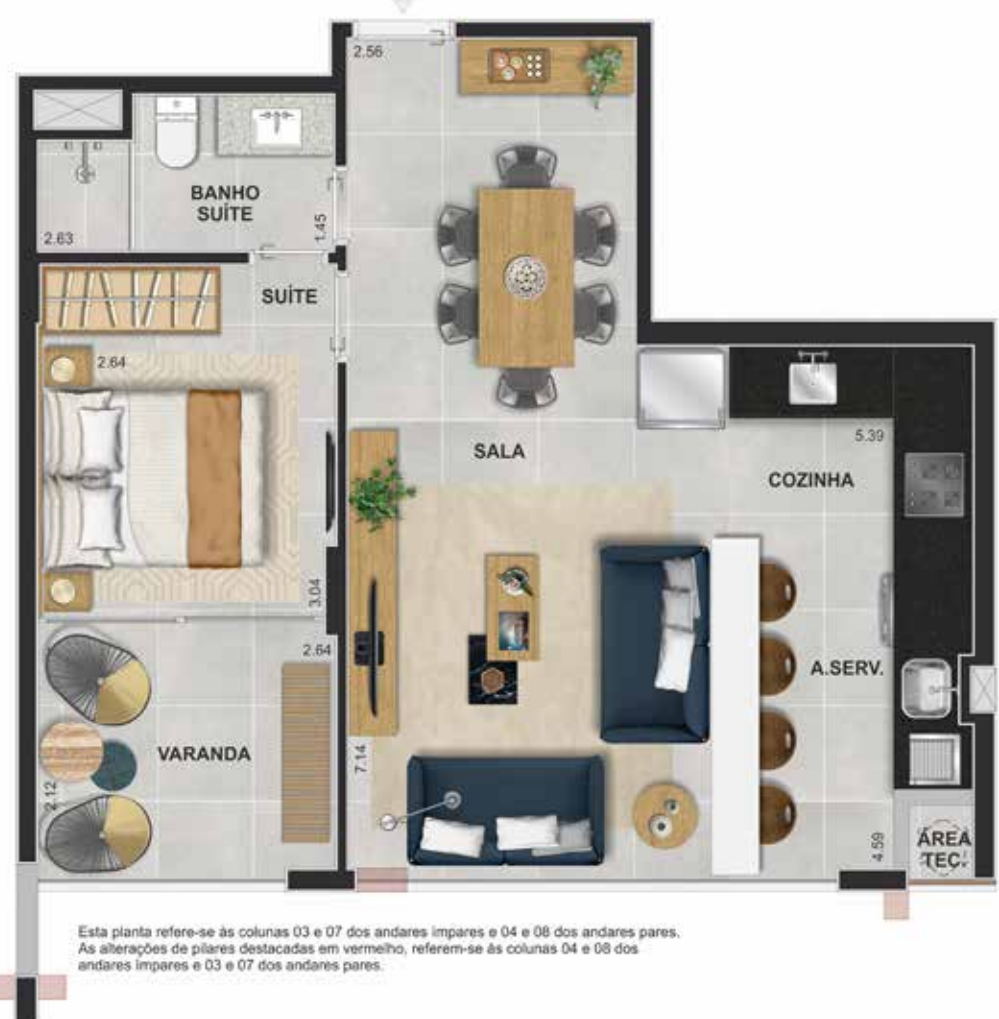 2.56
BANHO
SUÍTE
1.45
2.63
SUÍTE
2.64
SALA
5.39
COZINHA
3.04
2.64
A.SERV.
VARANDA
7.14
2.12
4.59
ÁREA
TEC.
Esta planta refere-se às colunas 03 e 07 dos andares ímpares e 04 e 08 dos andares pares.
As alterações de pilares destacadas em vermelho, referem-se às colunas 04 e 08 dos
andares ímpares e 03 e 07 dos andares pares.